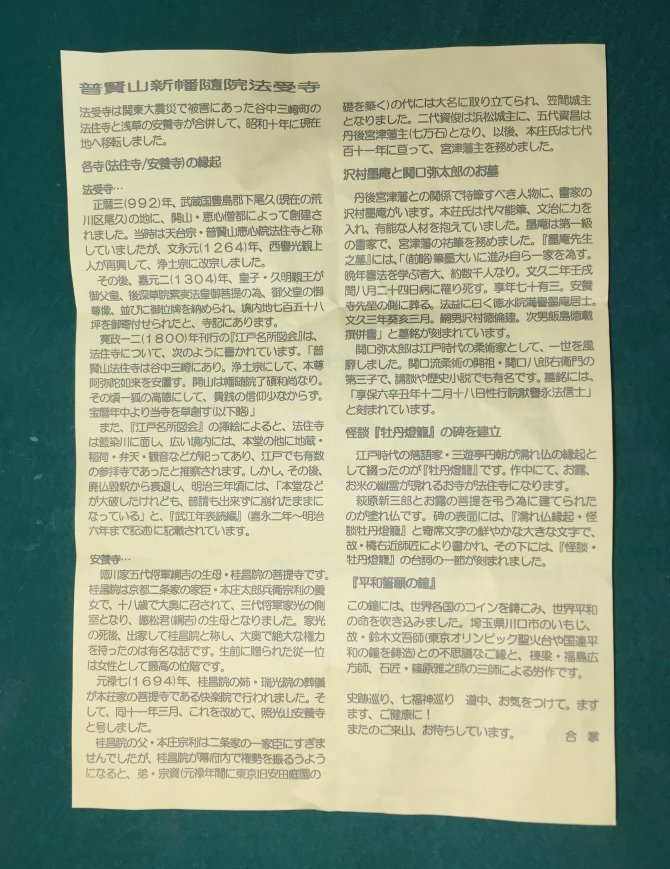 普賢山新幡隨院法受寺
法受寺は関東大震災で被害にあった谷中三崎町の
法住寺と浅草の安養寺が合併して、昭和十年に現在
地へ移転しました。
各寺(法住寺/安養寺)の縁起
法受寺…
正暦三(992)年、武蔵国豊島郡下尾久(現在の荒
川区尾久)の地に、開山・恵心僧都によって創建さ
れました。当時は天台宗・普賢山恵心院法住寺と称
していましたが、文永元(1264)年、西譽光観上
人が再興して、浄土宗に改宗しました。
その後、嘉元二(1304)年、皇子・久明親王が
御父皇、後深草院素実法皇御菩提の為、御父皇の御
尊像、並びに御位牌を納められ、境内地七百五十八
坪を御寄付せられたと、寺記にあります。
寛政一二(1800)年刊行の『江戸名所図会』は、
法住寺について、次のように書かれています。「普
賢山法住寺は谷中三崎にあり。浄土宗にして、本尊
阿弥陀如来を安置す。開山は幡随院了碩和尚なり。
その頃一狐の高徳にして、貴賎の信仰少なからず。
宝暦年中より当寺を草創す(以下略)」
また、『江戸名所図会』の挿絵によると、法住寺
は藍染川に面し、広い境内には、本堂の他に地蔵・
稲荷・弁天・観音などが祀ってあり、江戸でも有数
の参拝寺であったと推察されます。しかし、その後、
廃仏毀釈から衰退し、明治三年頃には、「本堂など
が大破したけれども、普請も出来ずに崩れたままに
なっている」と、『武江年表続編』(嘉永二年〜明治
六年まで記述)に記載されています。
安養寺…
徳川家五代将軍綱吉の生母・桂昌院の菩提寺です。
桂昌院は京都二条家の家臣・本庄太郎兵衛宗利の養
女で、十八歳で大奥に召されて、三代将軍家光の側
室となり、徳松君(綱吉)の生母となりました。家光
の死後、出家して桂昌院と称し、大奥で絶大な権力
を持ったのは有名な話です。生前に贈られた従一位
は女性として最高の位階です。
元禄七(1694)年、桂昌院の姉・瑞光院の葬儀
が本荘家の菩提寺である快楽院で行われました。そ
して、同十一年三月、これを改めて、照光山安養寺
と号しました。
桂昌院の父・本庄宗利は二条家の一家臣にすぎま
せんでしたが、桂昌院が幕府内で権勢を振るうよう
になると、弟・宗資(元禄年間に東京旧安田庭園の
礎を築く)の代には大名に取り立てられ、笠間城主
となりました。二代資俊は浜松城主に、五代資昌は
丹後宮津藩主(七万石)となり、以後、本庄氏は七代
百十一年に亘って、宮津藩主を務めました。
沢村墨庵と関口弥太郎のお墓
丹後宮津藩との関係で特筆すべき人物に、書家の
沢村墨庵がいます。本荘氏は代々能筆、文治に力を
入れ、有能な人材を抱えていました。墨庵は第一級
の書家で、宮津藩の祐筆を務めました。『墨庵先生
之墓』には、「(前略)筆墨大いに進み自ら一家を為す。
晩年書法を学ぶ者大、約数千人なり。文久二年壬戌
閏八月二十四日病に罹り死す。享年七十有三。安養
寺先坐の側に葬る。法益に曰く徳水院満譽墨庵居士。
文久三年葵亥三月。嗣男沢村徳倫建。次男飯島徳馘
撰併書」と墓銘が刻まれています。
関口弥太郎は江戸時代の柔術家として、一世を風
靡しました。関口流柔術の開祖・関口八郎右衛門の
第三子で、講談や歴史小説でも有名です。墓銘には、
「享保六辛丑年十二月十八日性行院猷譽永法信士」
と刻まれています。
怪談『牡丹燈籠』の碑を建立
江戸時代の落語家・三遊亭円朝が濡れ仏の縁起と
して綴ったのが『牡丹燈籠』です。作中にて、お露、
お米の幽霊が現れるお寺が法住寺になります。
萩原新三郎とお露の菩提を弔う為に建てられた
のが塗れ仏です。碑の表面には、『濡れ仏縁起・怪
談牡丹燈籠』と寄席文字の鮮やかな大きな文字で、
故・橘右近師匠により書かれ、その下には、『怪談・
牡丹燈籠』の台詞の一節が刻まれました。
『平和誓願の鐘』
この鐘には、世界各国のコインを鋳こみ、世界平和
の命を吹き込みました。埼玉県川口市のいもじ、
故・鈴木文吾師(東京オリンピック聖火台や国連平
和の鐘を鋳造)との不思議なご縁と、棟梁・福島広
方師、石匠・篠原雅之師の三師による労作です。
史跡巡り、七福神巡り　道中、お気をつけて。ます
ます、ご健康に！
またのご来山、お待ちしています。　合掌